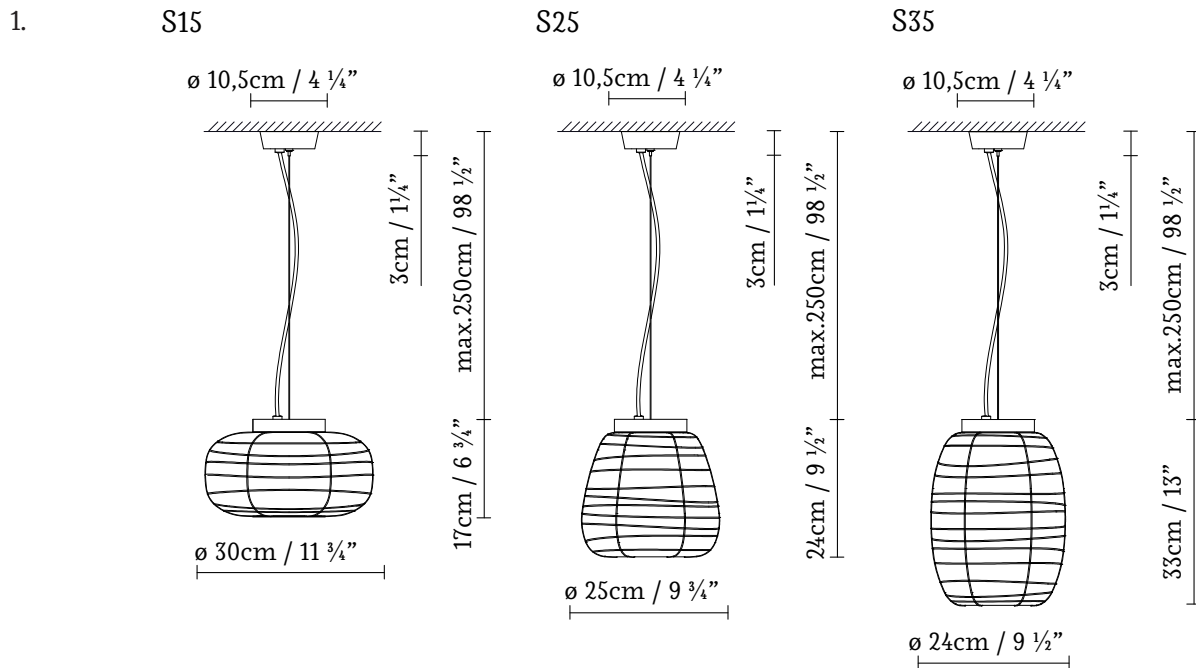 1.
S15
ø 10,5cm / 4 ¼”
3cm / 1¼”
max.250cm / 98 ½”
17cm / 6 ¾”
ø 30cm / 11 ¾”
S25
ø 10,5cm / 4 ¼”
3cm / 1¼”
max.250cm / 98 ½”
24cm / 9 ½”
ø 25cm / 9 ¾”
S35
ø 10,5cm / 4 ¼”
3cm / 1¼”
max.250cm / 98 ½”
33cm / 13”
ø 24cm / 9 ½”